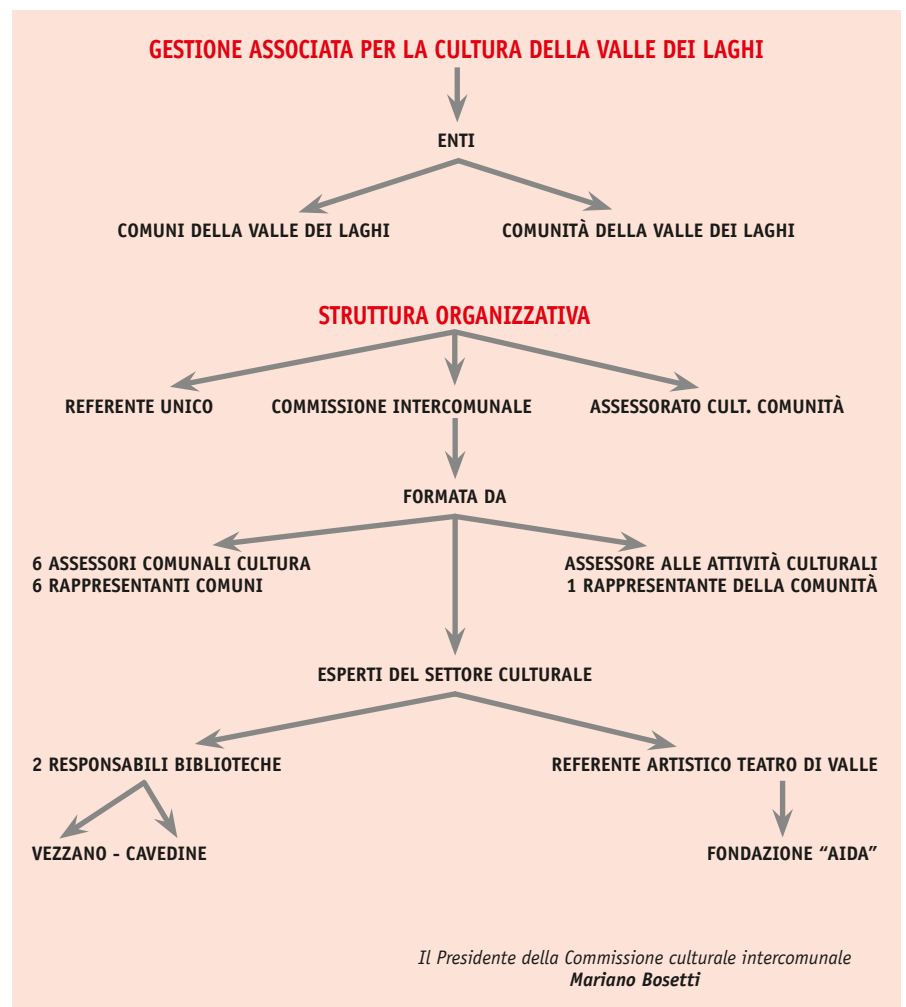 GESTIONE ASSOCIATA PER LA CULTURA DELLA VALLE DEI LAGHI
ENTI
COMUNI DELLA VALLE DEI LAGHI
COMUNITÀ DELLA VALLE DEI LAGHI
STRUTTURA ORGANIZZATIVA
REFERENTE UNICO
COMMISSIONE INTERCOMUNALE
ASSESSORATO CULT. COMUNITÀ
FORMATA DA
6 ASSESSORI COMUNALI CULTURA
6 RAPPRESENTANTI COMUNI
ASSESSORE ALLE ATTIVITÀ CULTURALI
1 RAPPRESENTANTE DELLA COMUNITÀ
ESPERTI DEL SETTORE CULTURALE
2 RESPONSABILI BIBLIOTECHE
REFERENTE ARTISTICO TEATRO DI VALLE
VEZZANO - CAVEDINE
FONDAZIONE “AIDA”
Il Presidente della Commissione culturale intercomunale
Mariano Bosetti